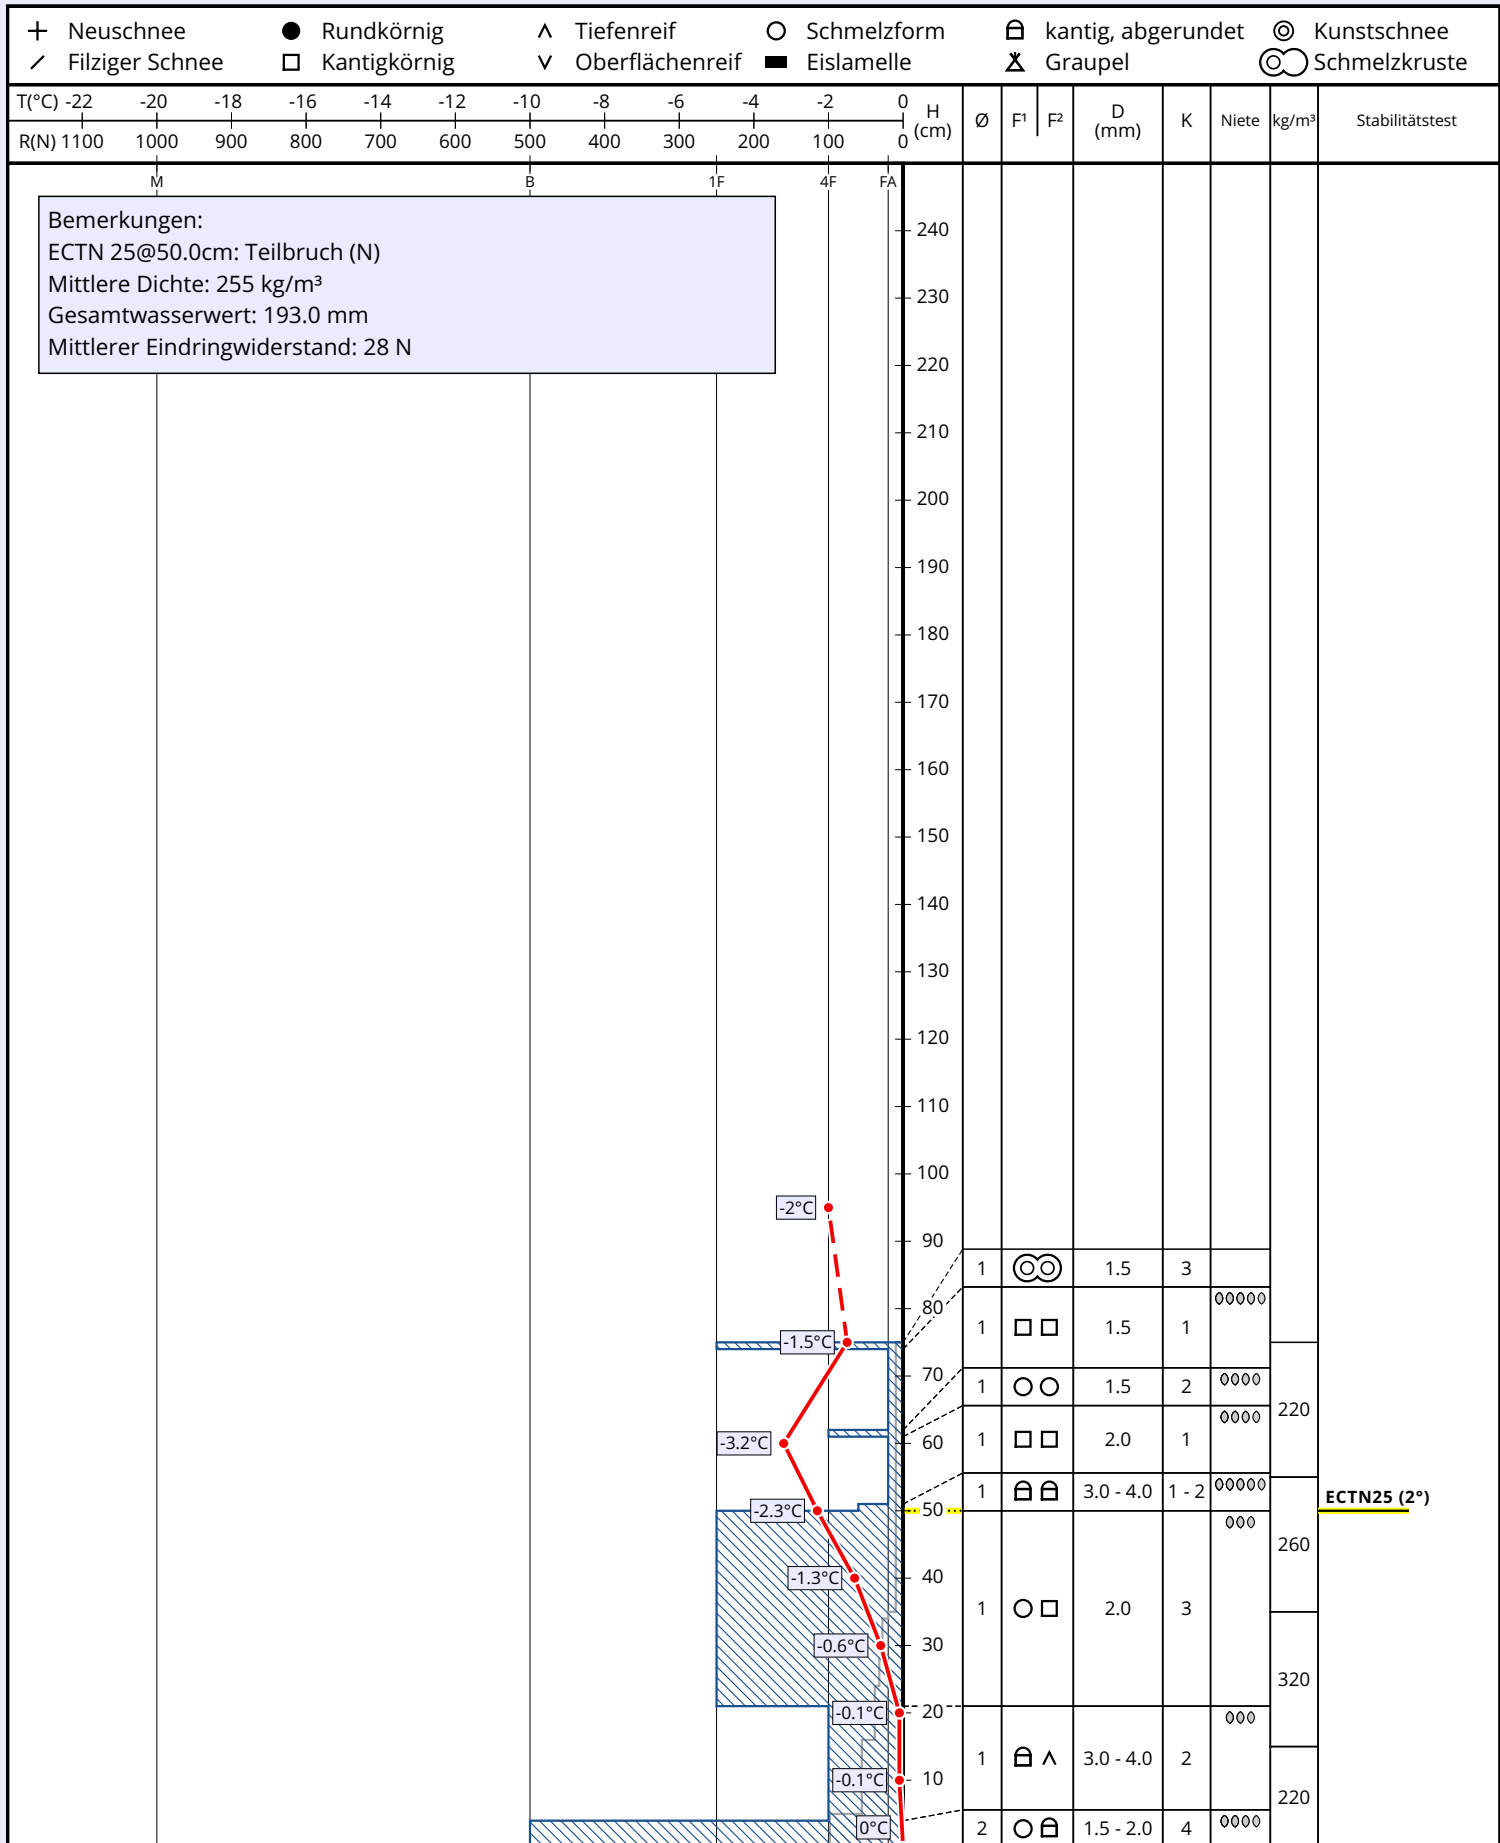 Neuschnee Rundkörnig Tiefenreif Schmelzform kantig, abgerundet Kunstschnee
Filziger Schnee Kantigkörnig Oberflächenreif Eislamelle Graupel Schmelzkruste
T(°C) -22 -20 -18 -16 -14 -12 -10 -8 -6 -4 -2 0
R(N) 1100 1000 900 800 700 600 500 400 300 200 100 0
H (cm) Ø F¹ F² D (mm) K Niete kg/m³ Stabilitätstest
M B 1F 4F FA
Bemerkungen:
ECTN 25@50.0cm: Teilbruch (N)
Mittlere Dichte: 255 kg/m³
Gesamtwasserwert: 193.0 mm
Mittlerer Eindringwiderstand: 28 N
240
230
220
210
200
190
180
170
160
150
140
130
120
110
100
-2°C
90
1 1.5 3
80
1 1.5 1
-1.5°C
70
1 1.5 2
220
-3.2°C 60
1 2.0 1
1 3.0 - 4.0 1 - 2
ECTN25 (2°)
-2.3°C 50
260
-1.3°C 40
1 2.0 3
-0.6°C 30
320
-0.1°C 20
1 3.0 - 4.0 2
-0.1°C 10
220
0°C
2 1.5 - 2.0 4